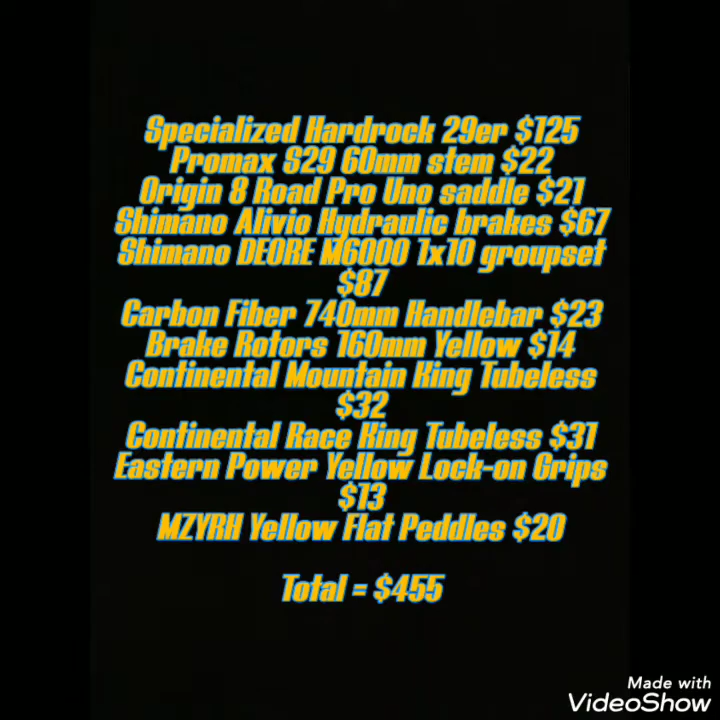 Specialized Hardrock 29er $125
Promax S29 60mm stem $22
Origin 8 Road Pro Uno saddle $21
Shimano Alivio Hydraulic brakes $67
Shimano DEORE M6000 1x10 groupset
$87
Carbon Fiber 740mm Handlebar $23
Brake Rotors 160mm Yellow $14
Continental Mountain King Tubeless
$32
Continental Race King Tubeless $31
Eastern Power Yellow Lock-on Grips
$13
MZYRH Yellow Flat Peddles $20
Total = $455
Made with
VideoShow